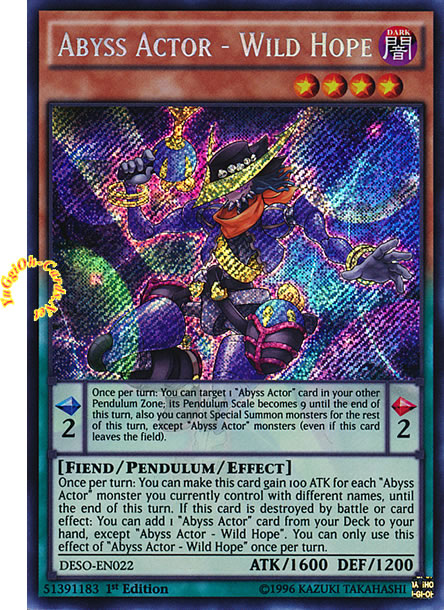 ABYSS ACTOR - WILD HOPE
DARK
闇
YuGgiOh-Cards.Net
Once per turn: You can target 1 "Abyss Actor" card in your other
Pendulum Zone; its Pendulum Scale becomes 9 until the end of
this turn, also you cannot Special Summon monsters for the rest
of this turn, except "Abyss Actor" monsters (even if this card
leaves the field).
2
2
[FIEND/PENDULUM/EFFECT]
Once per turn: You can make this card gain 100 ATK for each "Abyss
Actor" monster you currently control with different names, until
the end of this turn. If this card is destroyed by battle or card
effect: You can add 1 "Abyss Actor" card from your Deck to your
hand, except "Abyss Actor - Wild Hope". You can only use this
effect of "Abyss Actor - Wild Hope" once per turn.
DESO-EN022
ATK/1600 DEF/1200
51391183 1st Edition
©1996 KAZUKI TAKAHASHI